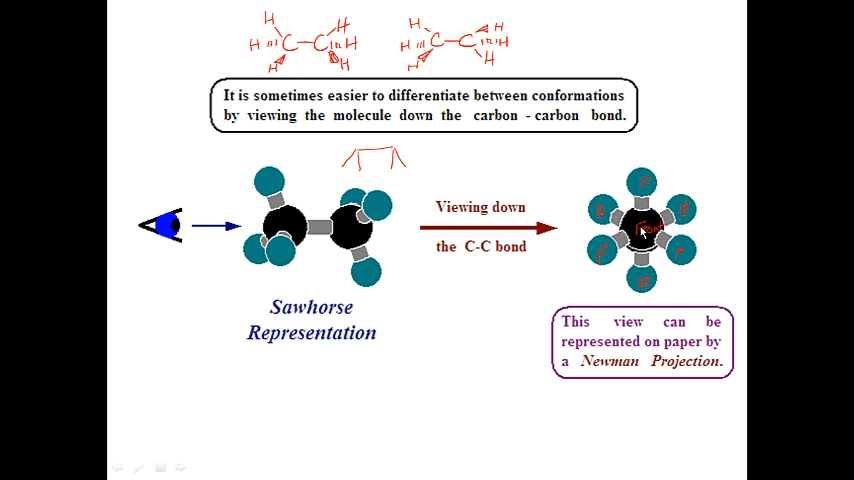 H H H H
H C C H H C C H
H H H H
It is sometimes easier to differentiate between conformations
by viewing the molecule down the carbon - carbon bond.
Viewing down
the C-C bond
Sawhorse
Representation
F
B B
Front
F F
B
This view can be
represented on paper by
a Newman Projection.